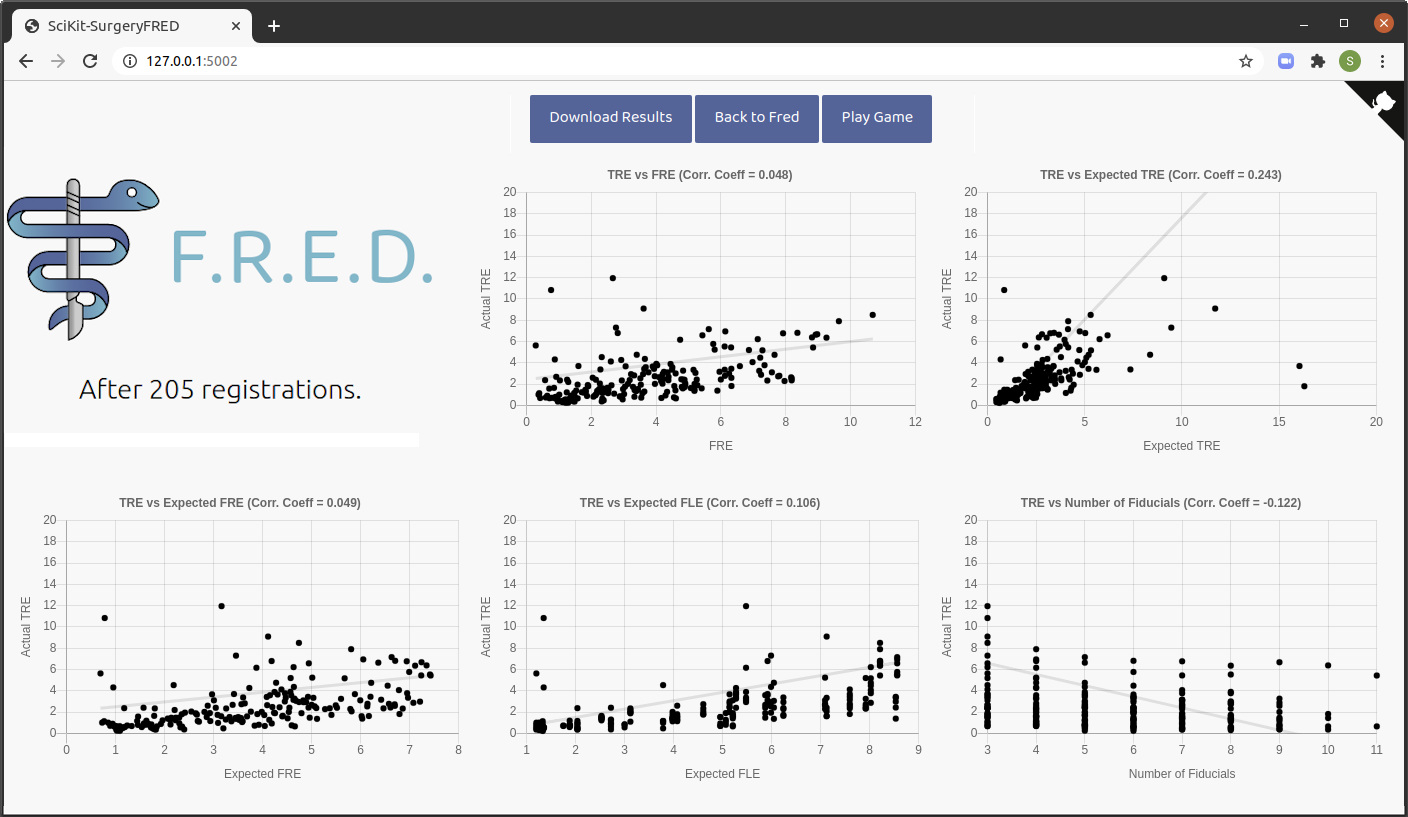 SciKit-SurgeryFRED
127.0.0.1:5002
S
Download Results Back to Fred Play Game
F.R.E.D.
After 205 registrations.
TRE vs FRE (Corr. Coeff = 0.048)
Actual TRE
20
18
16
14
12
10
8
6
4
2
0
0 2 4 6 8 10 12
FRE
TRE vs Expected TRE (Corr. Coeff = 0.243)
Actual TRE
20
18
16
14
12
10
8
6
4
2
0
0 5 10 15 20
Expected TRE
TRE vs Expected FRE (Corr. Coeff = 0.049)
Actual TRE
20
18
16
14
12
10
8
6
4
2
0
0 1 2 3 4 5 6 7 8
Expected FRE
TRE vs Expected FLE (Corr. Coeff = 0.106)
Actual TRE
20
18
16
14
12
10
8
6
4
2
0
1 2 3 4 5 6 7 8 9
Expected FLE
TRE vs Number of Fiducials (Corr. Coeff = -0.122)
Actual TRE
20
18
16
14
12
10
8
6
4
2
0
3 4 5 6 7 8 9 10 11
Number of Fiducials